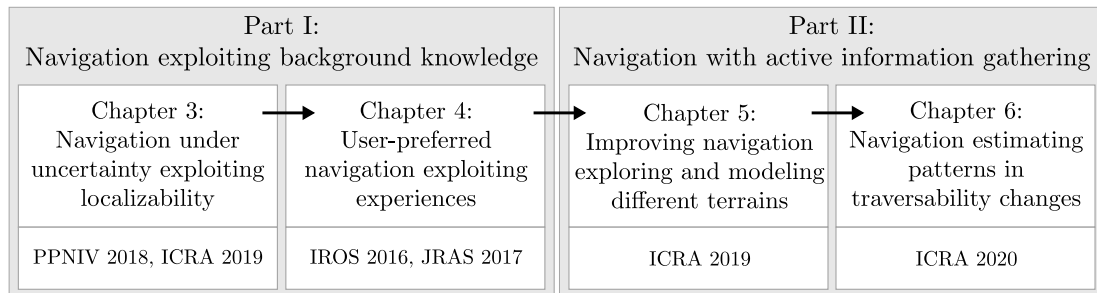 Part I:
Navigation exploiting background knowledge
Chapter 3:
Navigation under
uncertainty exploiting
localizability
PPNIV 2018, ICRA 2019
Chapter 4:
User-preferred
navigation exploiting
experiences
IROS 2016, JRAS 2017
Part II:
Navigation with active information gathering
Chapter 5:
Improving navigation
exploring and modeling
different terrains
ICRA 2019
Chapter 6:
Navigation estimating
patterns in
traversability changes
ICRA 2020